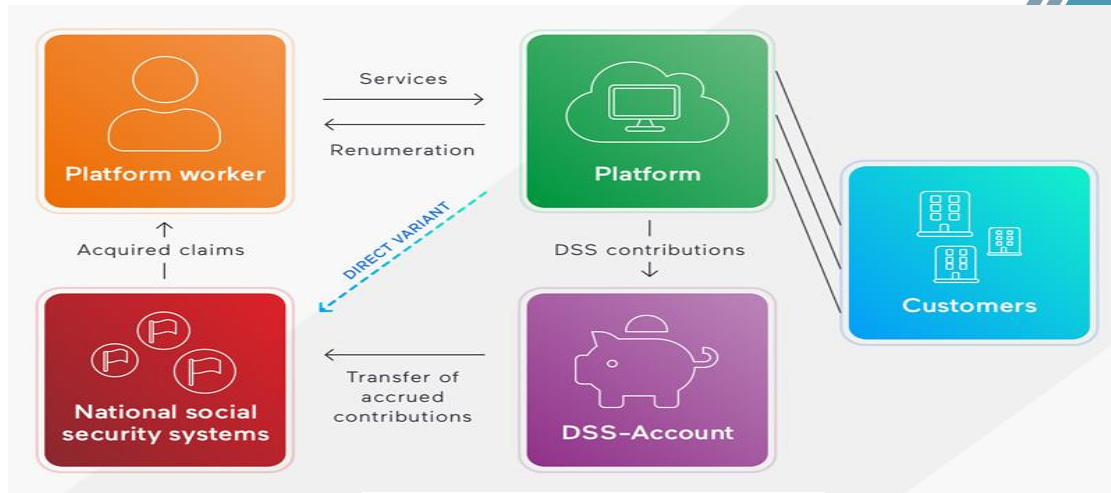 Platform worker
Services
Renumeration
Platform
DIRECT VARIANT
Acquired claims
DSS contributions
Customers
National social
security systems
Transfer of
accrued
contributions
DSS-Account